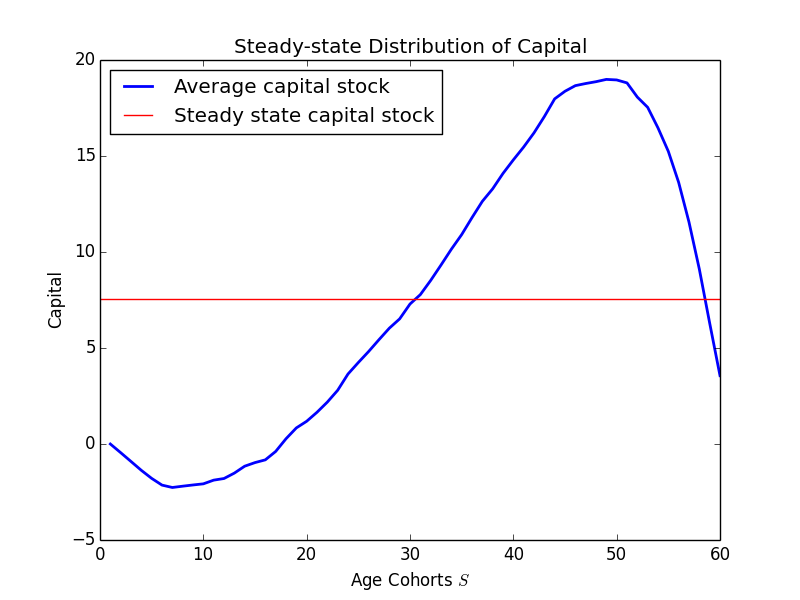 Steady-state Distribution of Capital
Average capital stock
Steady state capital stock
Capital
20
15
10
5
0
−5
0 10 20 30 40 50 60
Age Cohorts S